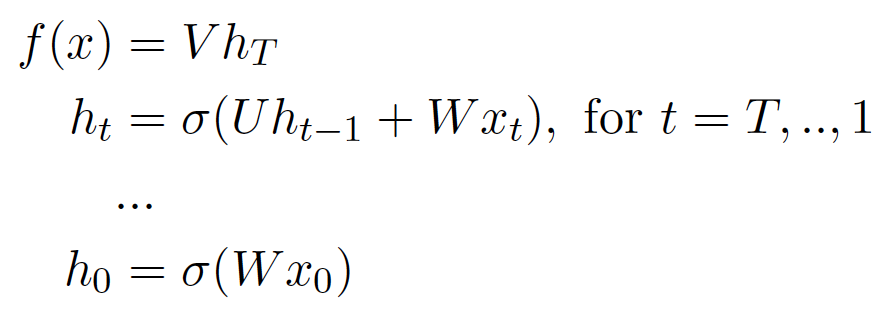 f(x) = Vh_T
h_t = σ(Uh_{t−1} + Wx_t), for t = T, .., 1
...
h_0 = σ(Wx_0)